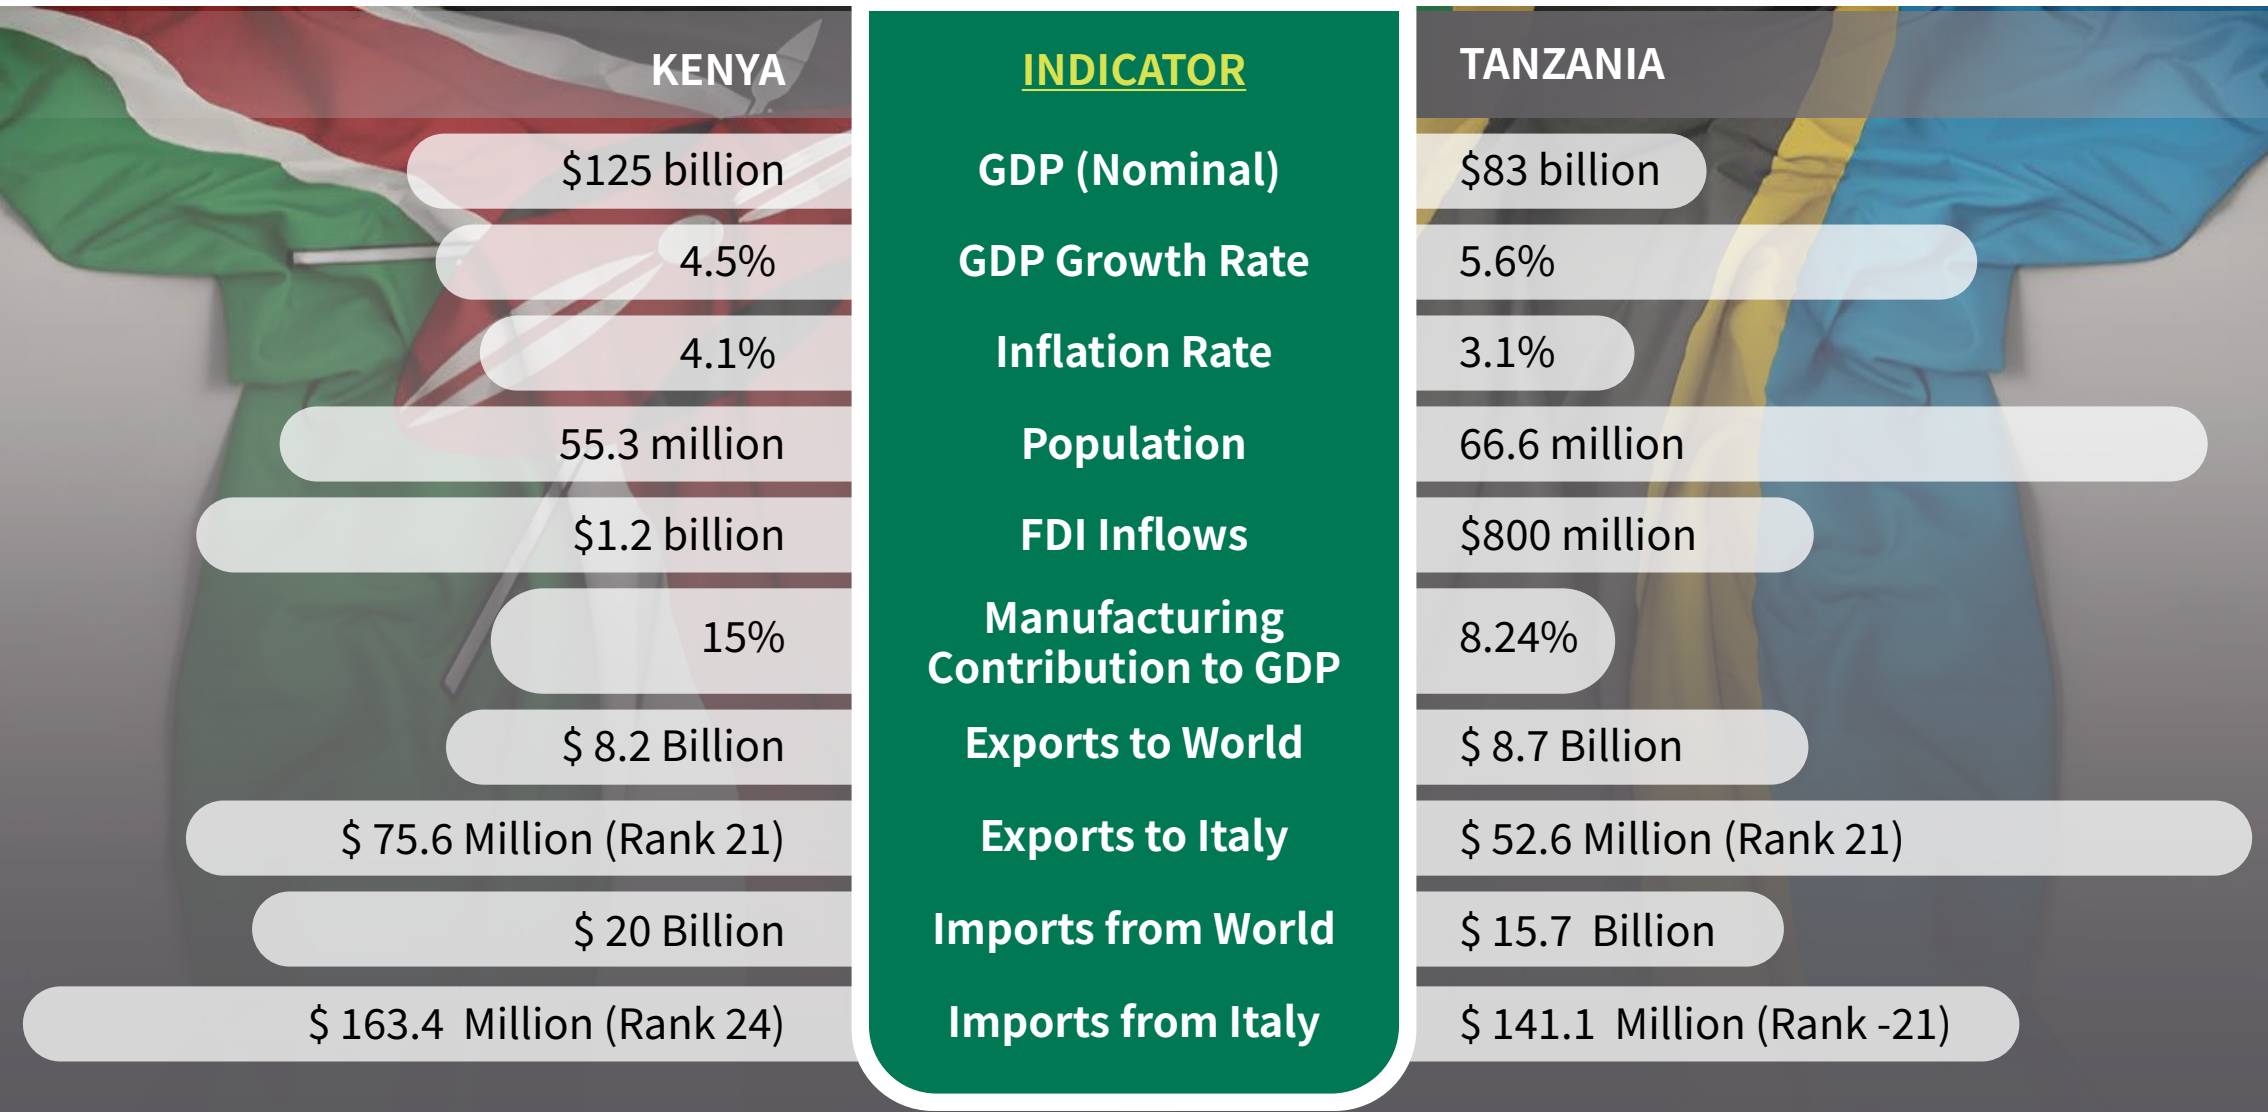 KENYA INDICATOR TANZANIA
$125 billion GDP (Nominal) $83 billion
4.5% GDP Growth Rate 5.6%
4.1% Inflation Rate 3.1%
55.3 million Population 66.6 million
$1.2 billion FDI Inflows $800 million
Manufacturing
15% Contribution to GDP 8.24%
$ 8.2 Billion Exports to World $ 8.7 Billion
$ 75.6 Million (Rank 21) Exports to Italy $ 52.6 Million (Rank 21)
$ 20 Billion Imports from World $ 15.7 Billion
$ 163.4 Million (Rank 24) Imports from Italy $ 141.1 Million (Rank -21)